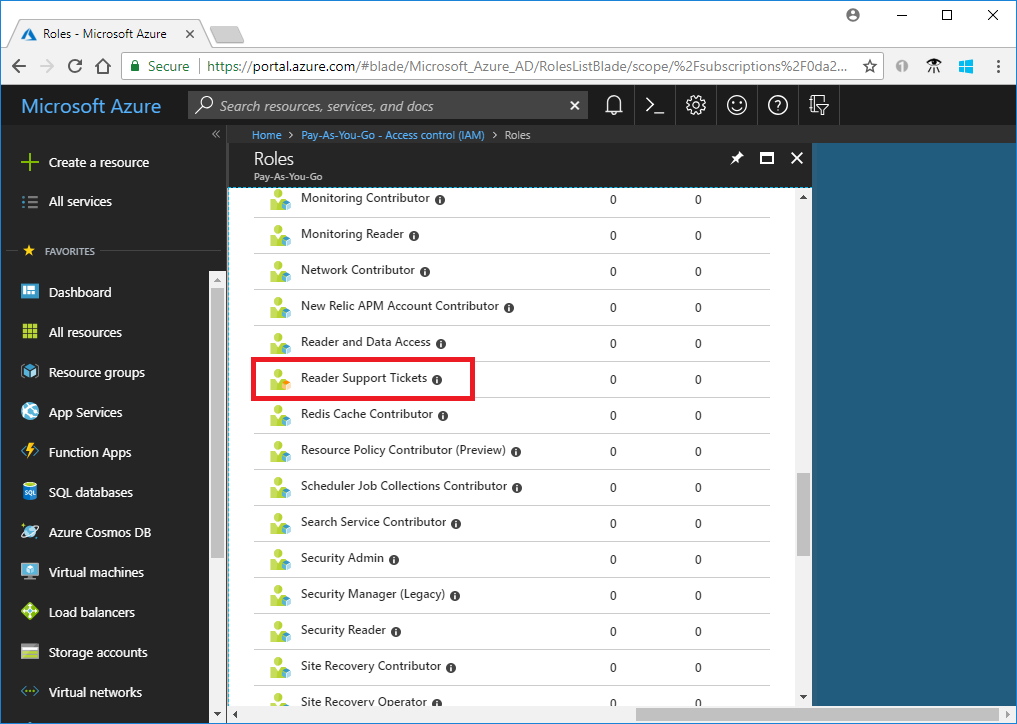 Roles - Microsoft Azure
Secure | https://portal.azure.com/#blade/Microsoft_Azure_AD/RolesListBlade/scope/%2Fsubscriptions%2F0da2...
Microsoft Azure
Search resources, services, and docs
Home > Pay-As-You-Go - Access control (IAM) > Roles
Roles
Pay-As-You-Go
Create a resource
All services
FAVORITES
Dashboard
All resources
Resource groups
App Services
Function Apps
SQL databases
Azure Cosmos DB
Virtual machines
Load balancers
Storage accounts
Virtual networks
Monitoring Contributor 0 0
Monitoring Reader 0 0
Network Contributor 0 0
New Relic APM Account Contributor 0 0
Reader and Data Access 0 0
Reader Support Tickets 0 0
Redis Cache Contributor 0 0
Resource Policy Contributor (Preview) 0 0
Scheduler Job Collections Contributor 0 0
Search Service Contributor 0 0
Security Admin 0 0
Security Manager (Legacy) 0 0
Security Reader 0 0
Site Recovery Contributor 0 0
Site Recovery Operator 0 0